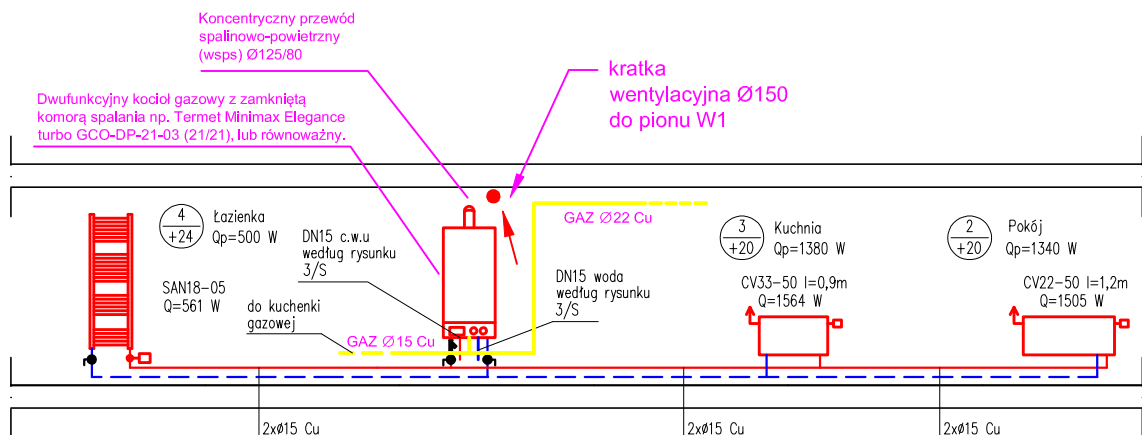 Koncentryczny przewód
spalinowo-powietrzny
(wsps) Ø125/80
kratka
wentylacyjna Ø150
do pionu W1
Dwufunkcyjny kocioł gazowy z zamkniętą
komorą spalania np. Termet Minimax Elegance
turbo GCO-DP-21-03 (21/21), lub równoważny.
4
+24
Łazienka
Qp=500 W
SAN18-05
Q=561 W
DN15 c.w.u
według rysunku
3/S
do kuchenki
gazowej
GAZ Ø15 Cu
GAZ Ø22 Cu
DN15 woda
według rysunku
3/S
3
+20
Kuchnia
Qp=1380 W
CV33-50 l=0,9m
Q=1564 W
2
+20
Pokój
Qp=1340 W
CV22-50 l=1,2m
Q=1505 W
2xø15 Cu
2xø15 Cu
2xø15 Cu